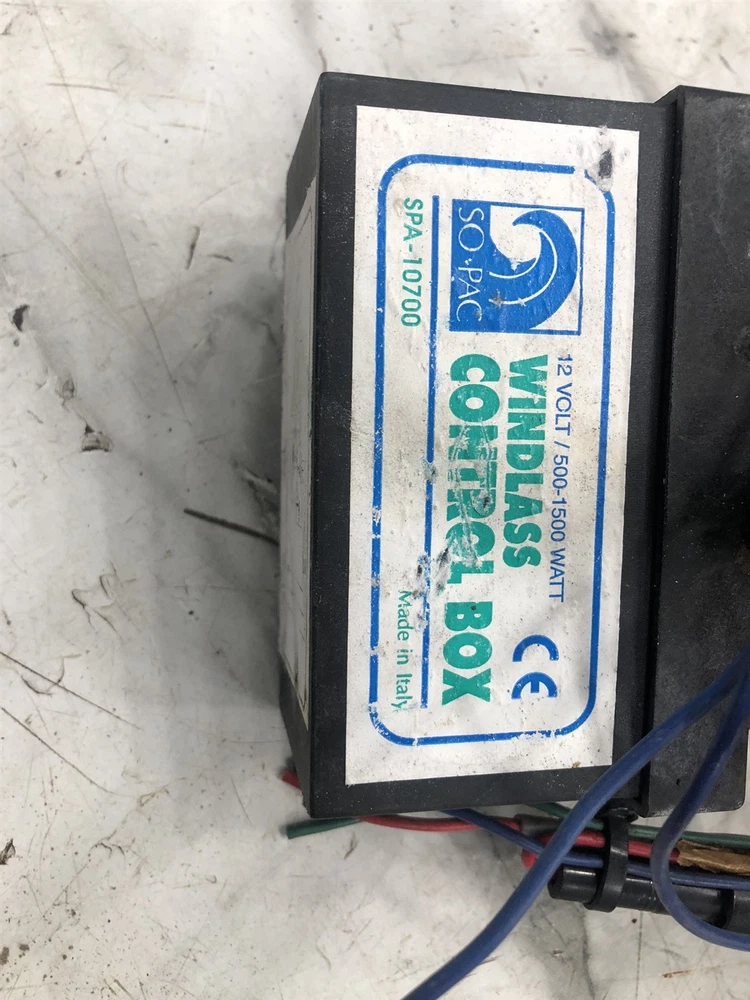 SO·PAC
12 VOLT / 500-1500 WATT
WINDLASS
CONTROL BOX
CE
SPA-10700
Made in Italy